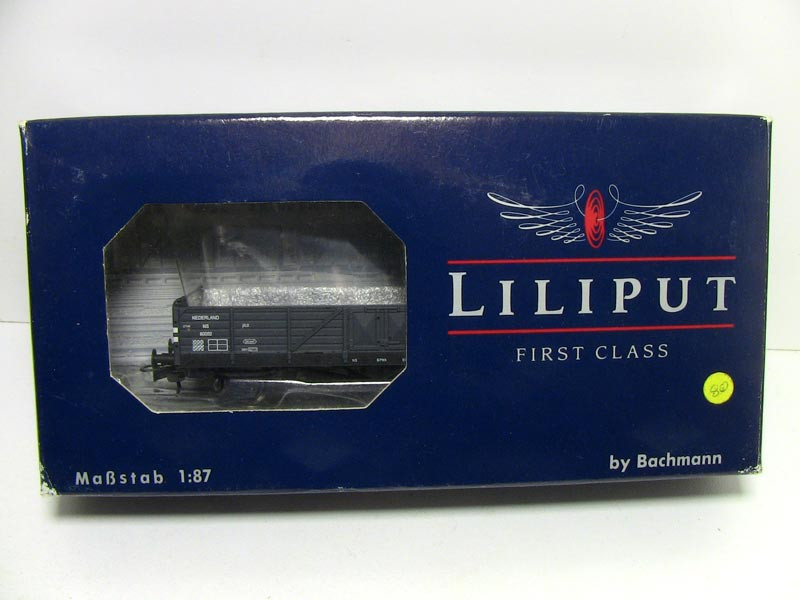 LILIPUT
FIRST CLASS
NEDERLAND
Maßstab 1:87
by Bachmann